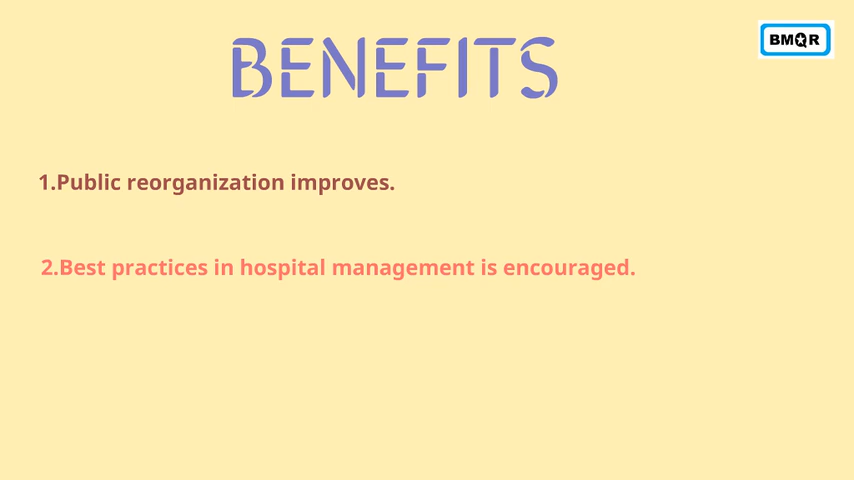 BENEFITS
BMQR
1.Public reorganization improves.
2.Best practices in hospital management is encouraged.